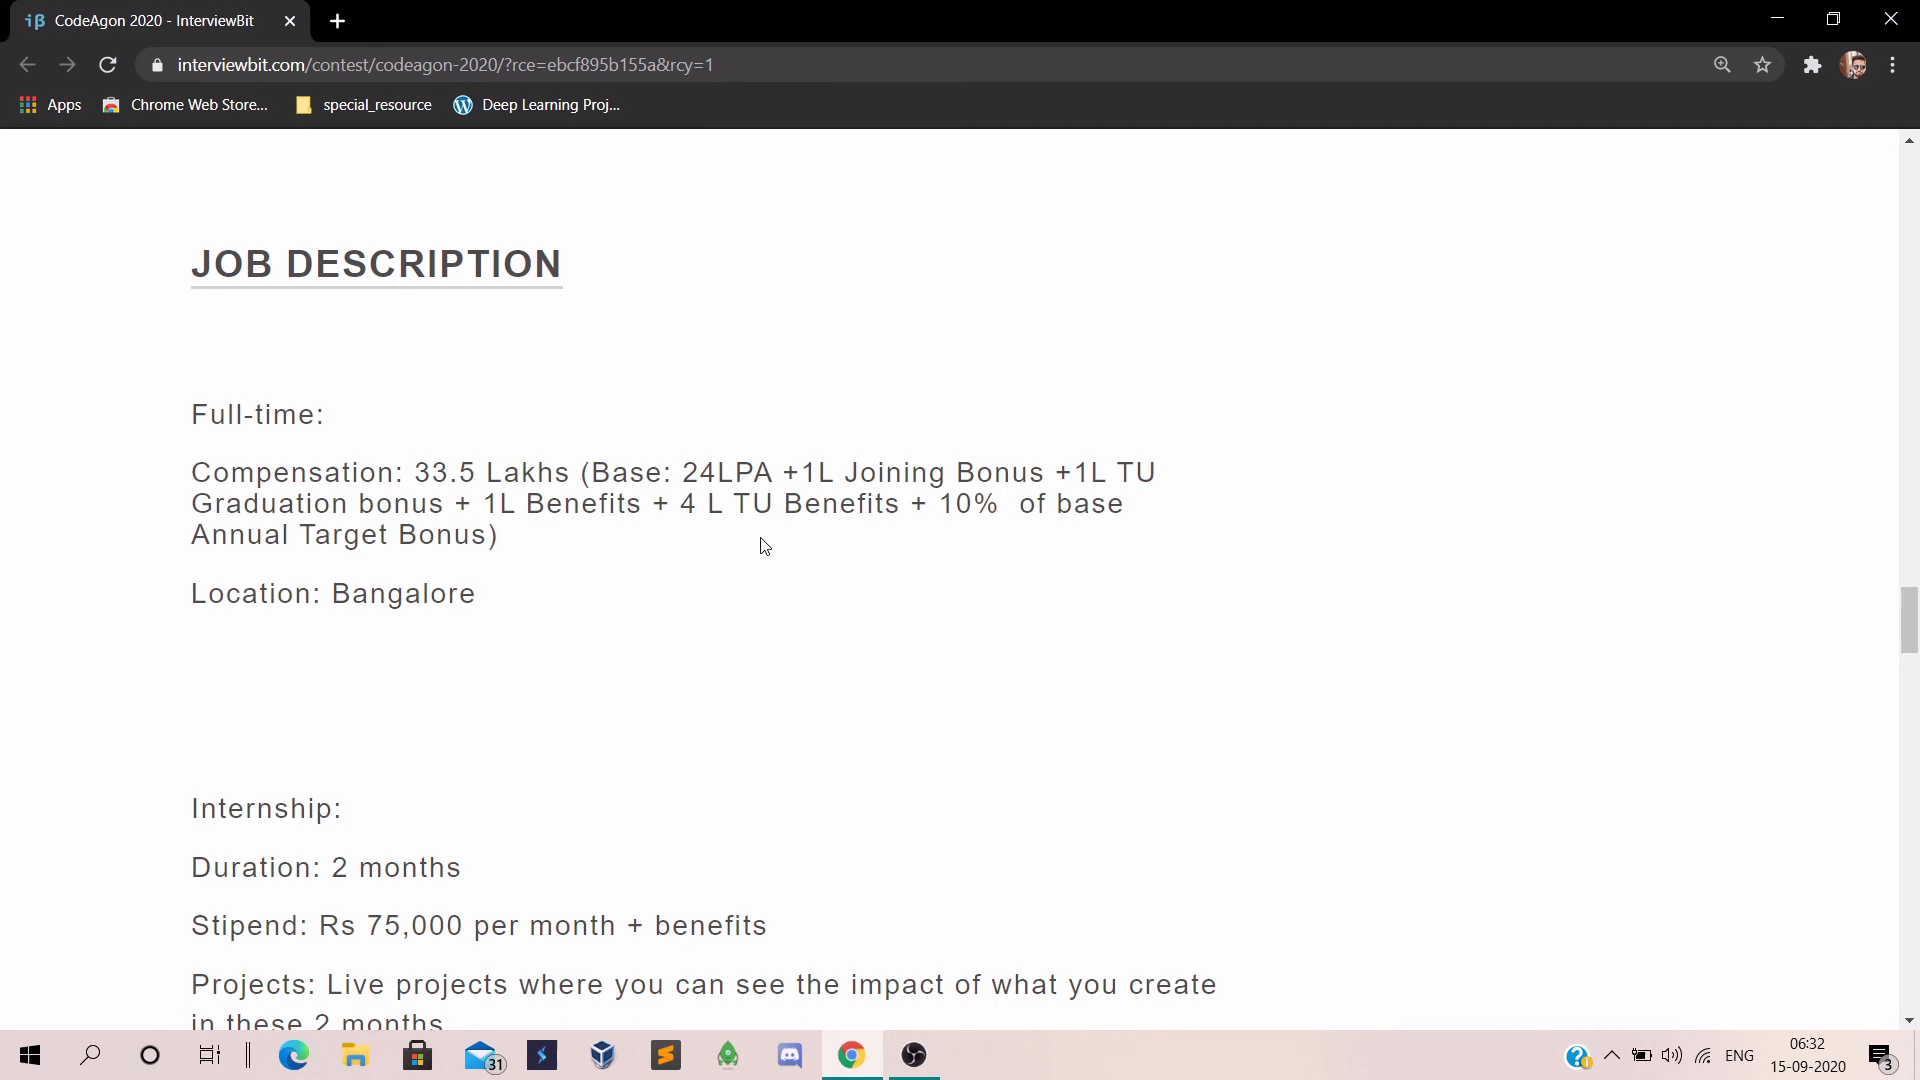 CodeAgon 2020 - InterviewBit
interviewbit.com/contest/codeagon-2020/?rce=ebcf895b155a&rcy=1
Apps Chrome Web Store... special_resource Deep Learning Proj...
JOB DESCRIPTION
Full-time:
Compensation: 33.5 Lakhs (Base: 24LPA +1L Joining Bonus +1L TU
Graduation bonus + 1L Benefits + 4 L TU Benefits + 10% of base
Annual Target Bonus)
Location: Bangalore
Internship:
Duration: 2 months
Stipend: Rs 75,000 per month + benefits
Projects: Live projects where you can see the impact of what you create
in these 2 months
31
ENG
06:32
15-09-2020
3